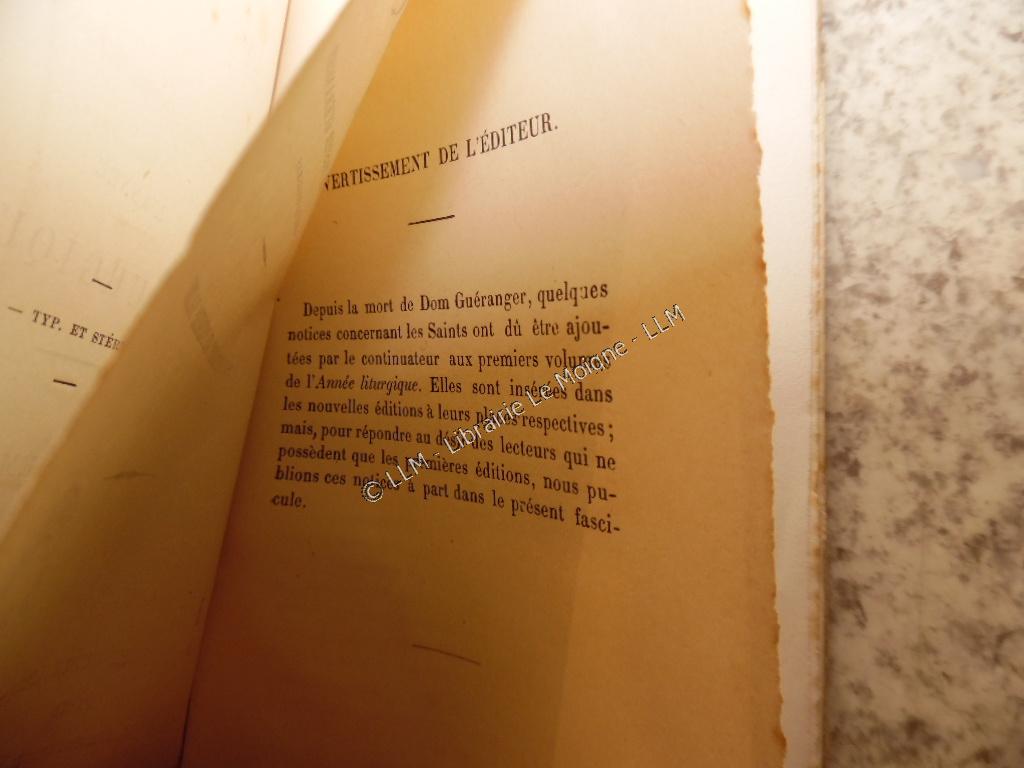 VERTISSEMENT DE L'ÉDITEUR.
Depuis la mort de Dom Guéranger, quelques
notices concernant les Saints ont dû être ajou-
tées par le continuateur aux premiers volumes
de l'Année liturgique. Elles sont insérées dans
les nouvelles éditions à leurs places respectives ;
mais, pour répondre au désir des lecteurs qui ne
possèdent que les premières éditions, nous pu-
blions ces notices à part dans le présent fasci-
cule.
— TYP. ET STÉR
© LLM - Librairie Le Moigne - LLM